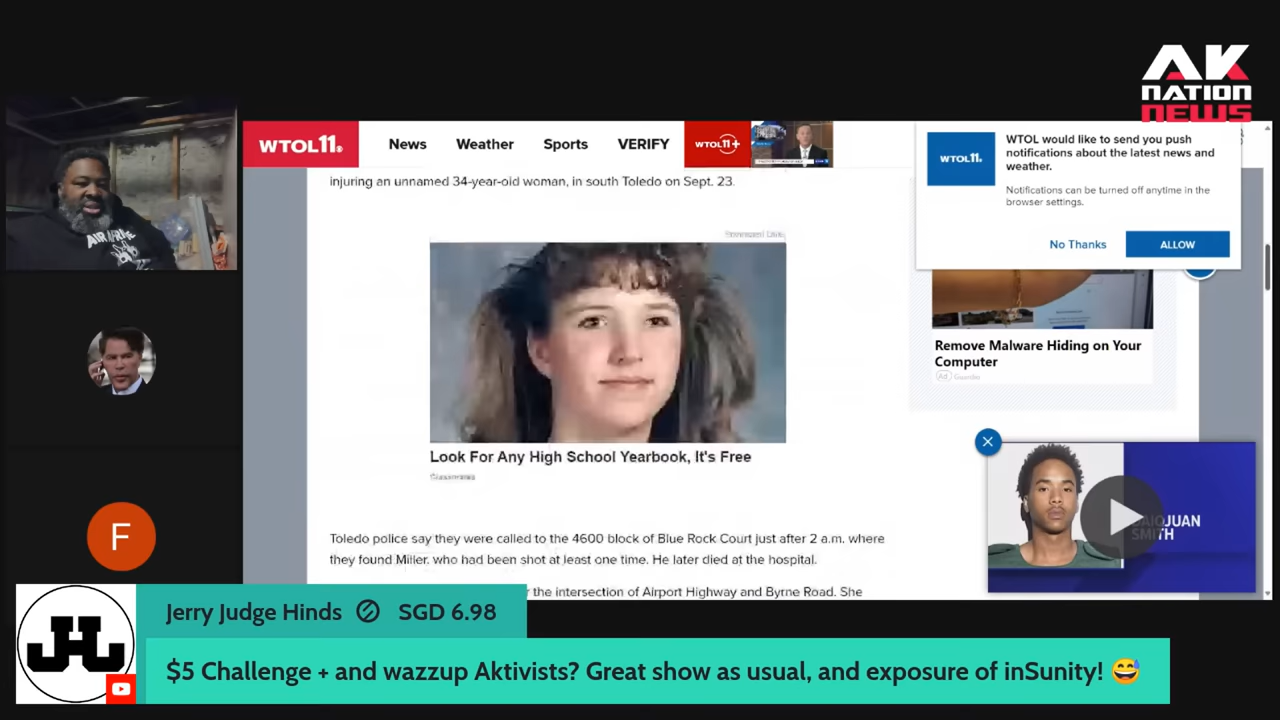 AK
NATION
NEWS
WTOL11
News
Weather
Sports
VERIFY
WTOL11+
WTOL11
WTOL would like to send you push
notifications about the latest news and
weather.
Notifications can be turned off anytime in the
browser settings.
No Thanks
ALLOW
injuring an unnamed 34-year-old woman, in south Toledo on Sept. 23.
AIR
Look For Any High School Yearbook, It's Free
Remove Malware Hiding on Your
Computer
Ad
JUAN
SMITH
Toledo police say they were called to the 4600 block of Blue Rock Court just after 2 a.m. where
they found Miller, who had been shot at least one time. He later died at the hospital.
the intersection of Airport Highway and Byrne Road. She
F
JHL
Jerry Judge Hinds SGD 6.98
$5 Challenge + and wazzup Aktivists? Great show as usual, and exposure of inSunity! 😅